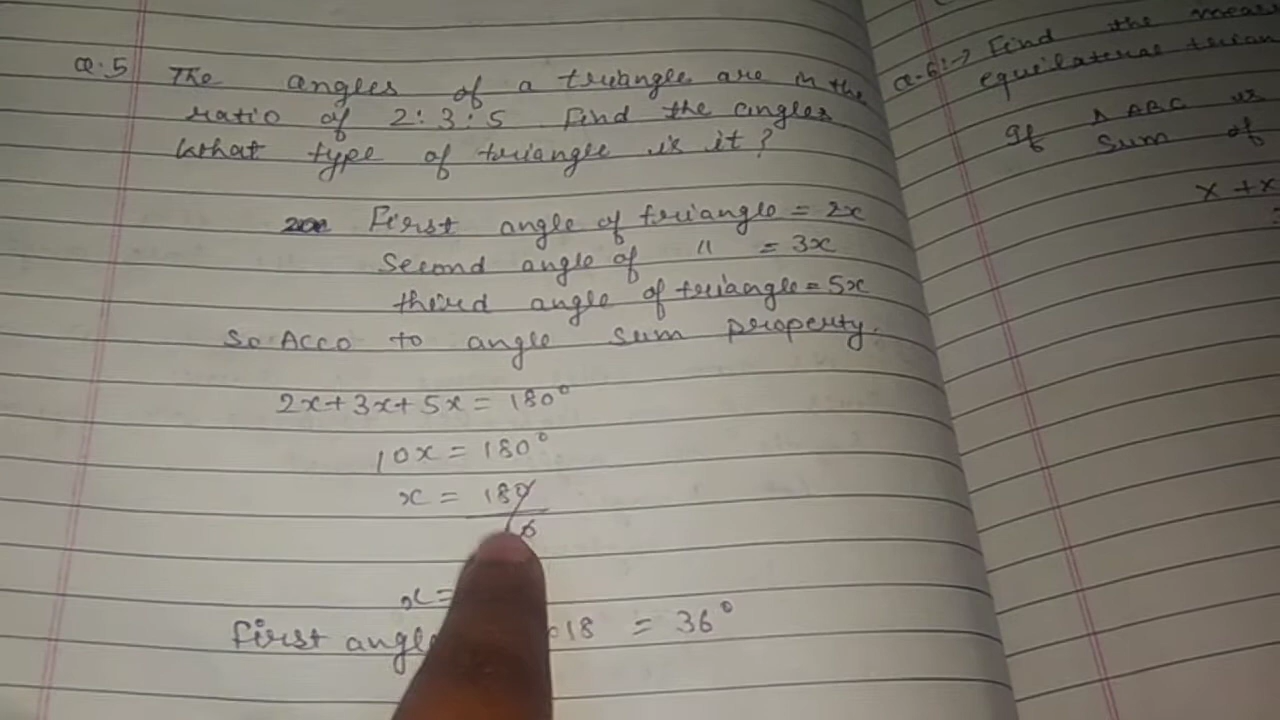 Q.5 The angles of a triangle are in the
ratio of 2:3:5 Find the angles
What type of triangle is it?
First angle of triangle = 2x
Second angle of " = 3x
third angle of triangle = 5x
So Acco to angle sum property.
2x+3x+5x = 180°
10x = 180°
x = 180
x =
First angle 18 = 36°
Q.6:→ Find the
equilateral
If △ABC is
Sum of
x + x